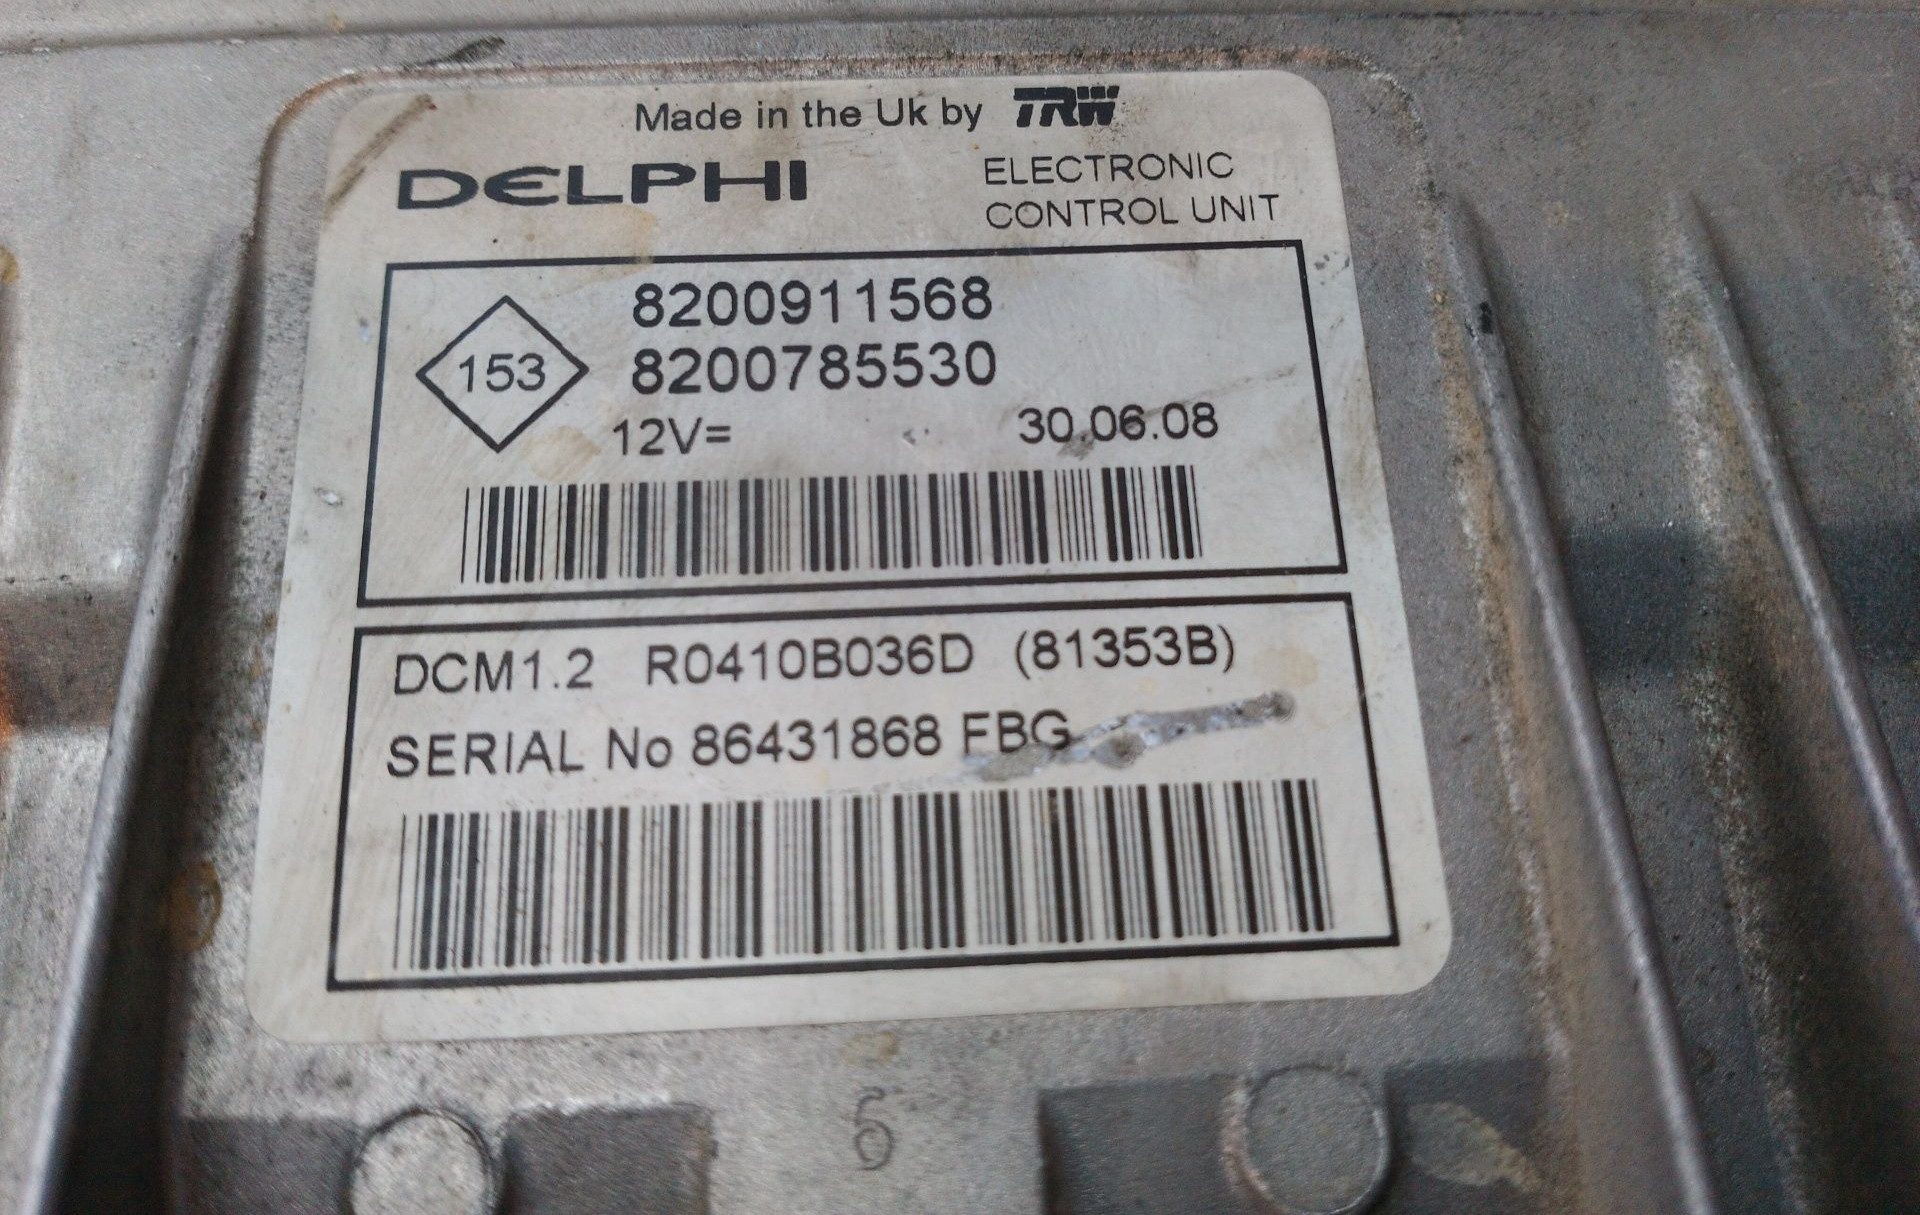 Made in the Uk by TRW
DELPHI
ELECTRONIC
CONTROL UNIT
153
8200911568
8200785530
12V=
30.06.08
DCM1.2 R0410B036D (81353B)
SERIAL No 86431868 FBG
6